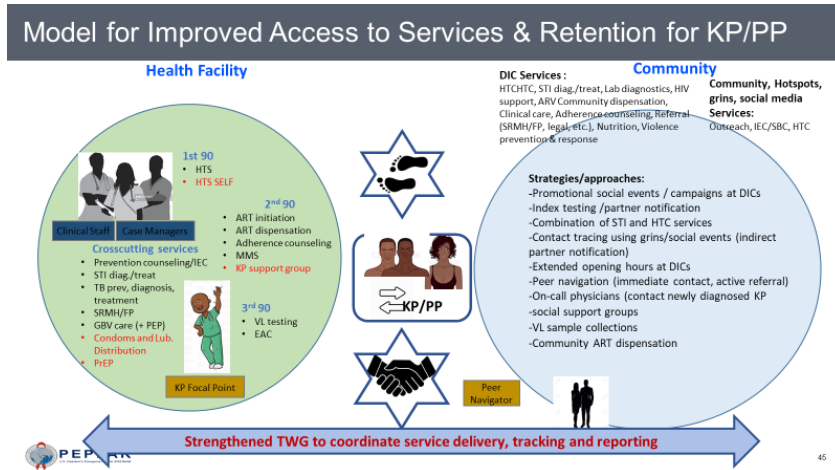 Model for Improved Access to Services & Retention for KP/PP
Health Facility
1st 90
• HTS
• HTS SELF
2nd 90
• ART initiation
• ART dispensation
• Adherence counseling
• MMS
• KP support group
Clinical Staff
Case Managers
Crosscutting services
• Prevention counseling/IEC
• STI diag./treat
• TB prev, diagnosis,
treatment
• SRMH/FP
• GBV care (+ PEP)
• Condoms and Lub.
Distribution
• PrEP
3rd 90
• VL testing
• EAC
KP Focal Point
KP/PP
Community
DIC Services :
HTCHTC, STI diag./treat, Lab diagnostics, HIV
support, ARV Community dispensation,
Clinical care, Adherence counseling, Referral
(SRMH/FP, legal, etc.), Nutrition, Violence
prevention & response
Community, Hotspots,
grins, social media
Services:
Outreach, IEC/SBC, HTC
Strategies/approaches:
-Promotional social events / campaigns at DICs
-Index testing /partner notification
-Combination of STI and HTC services
-Contact tracing using grins/social events (indirect
partner notification)
-Extended opening hours at DICs
-Peer navigation (immediate contact, active referral)
-On-call physicians (contact newly diagnosed KP
-social support groups
-VL sample collections
-Community ART dispensation
Peer
Navigator
Strengthened TWG to coordinate service delivery, tracking and reporting
45